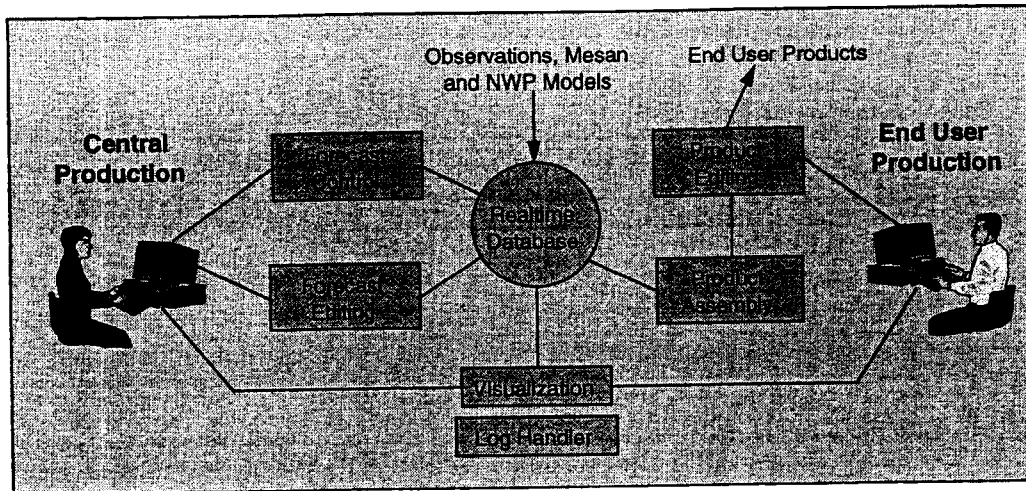 Observations, Mesan
and NWP Models
End User Products
Central
Production
End User
Production
Forecast
Control
Product
Editing
Realtime
Database
Forecast
Editing
Product
Assembly
Visualization
Log Handler